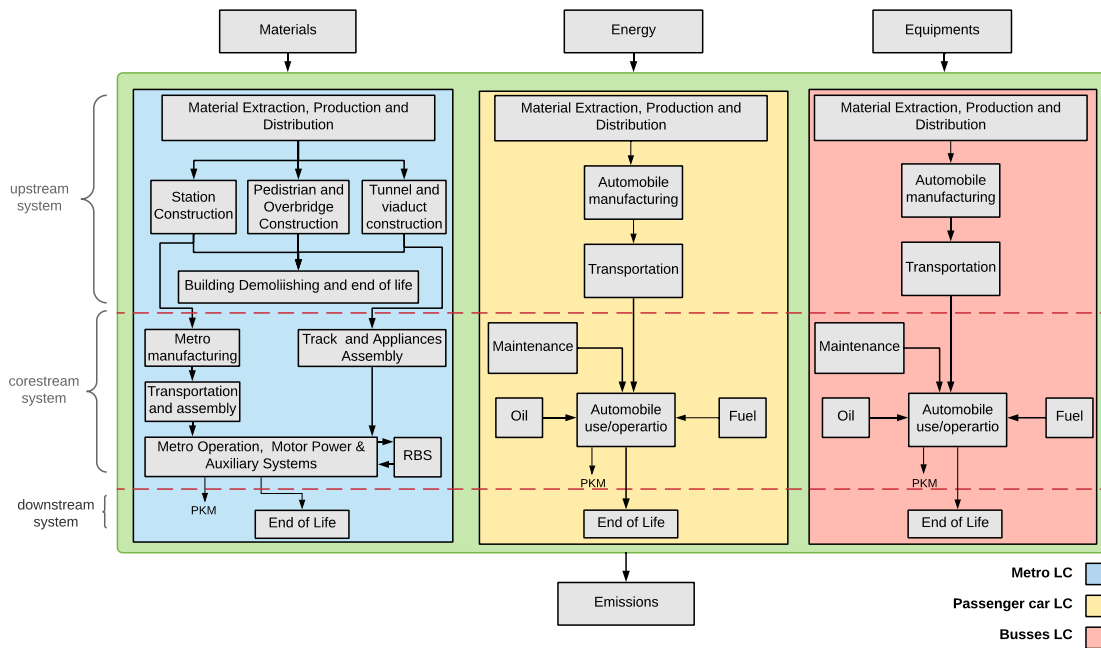 Materials
Energy
Equipments
Material Extraction, Production and
Distribution
Material Extraction, Production and
Distribution
Material Extraction, Production and
Distribution
upstream
system
Station
Construction
Pedistrian and
Overbridge
Construction
Tunnel and
viaduct
construction
Building Demoliishing and end of life
Automobile
manufacturing
Transportation
Automobile
manufacturing
Transportation
corestream
system
Metro
manufacturing
Track and Appliances
Assembly
Transportation
and assembly
Metro Operation, Motor Power &
Auxiliary Systems
RBS
Maintenance
Oil
Automobile
use/operartio
Fuel
PKM
Maintenance
Oil
Automobile
use/operartio
Fuel
PKM
downstream
system
PKM
End of Life
End of Life
End of Life
Emissions
Metro LC
Passenger car LC
Busses LC